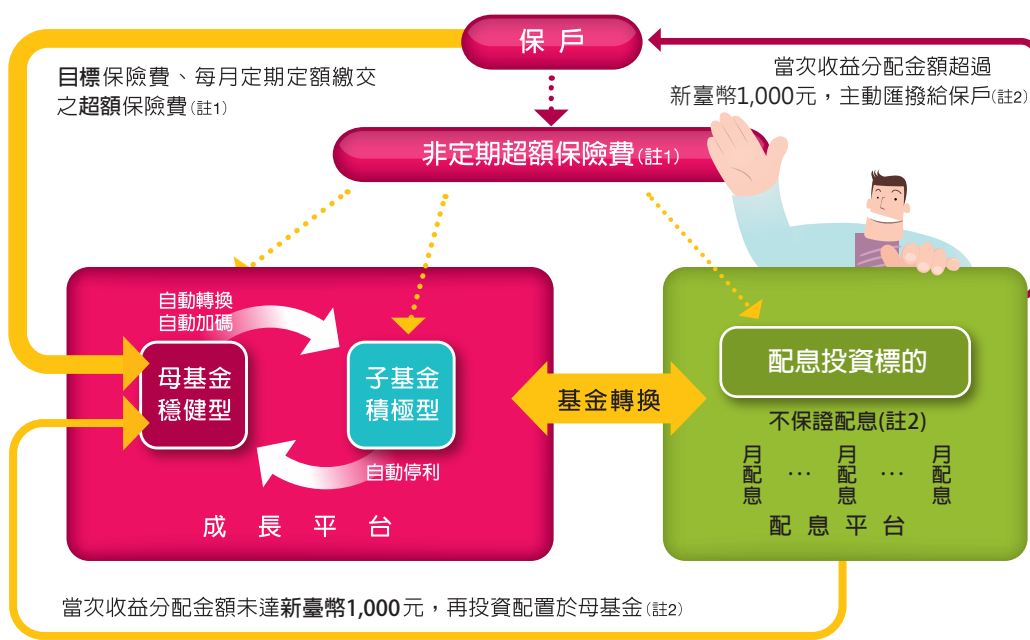 保戶
目標保險費、每月定期定額繳交
之超額保險費(註1)
當次收益分配金額超過
新臺幣1,000元，主動匯撥給保戶(註2)
非定期超額保險費(註1)
自動轉換
自動加碼
母基金
穩健型
子基金
積極型
自動停利
成長平台
基金轉換
配息投資標的
不保證配息(註2)
月配息…月配息…月配息
配息平台
當次收益分配金額未達新臺幣1,000元，再投資配置於母基金(註2)